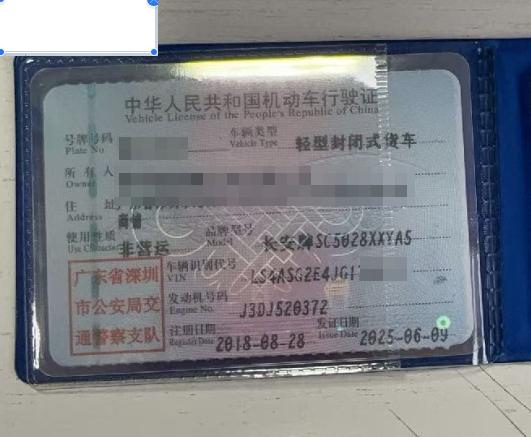 中华人民共和国机动车行驶证
Vehicle License of the People's Republic of China
号牌号码
Plate No
车辆类型
Vehicle Type
轻型封闭式货车
所有人
Owner
住 址
Address
使用性质
Use Character
非营运
品牌型号
Model
长安牌SC5028XXYA5
车辆识别代号
VIN
LS4ASG2E4JG1
发动机号码
Engine No.
J3DJ520372
注册日期
Register Date
2018-08-28
发证日期
Issue Date
2025-06-09
广东省深圳
市公安局交
通警察支队